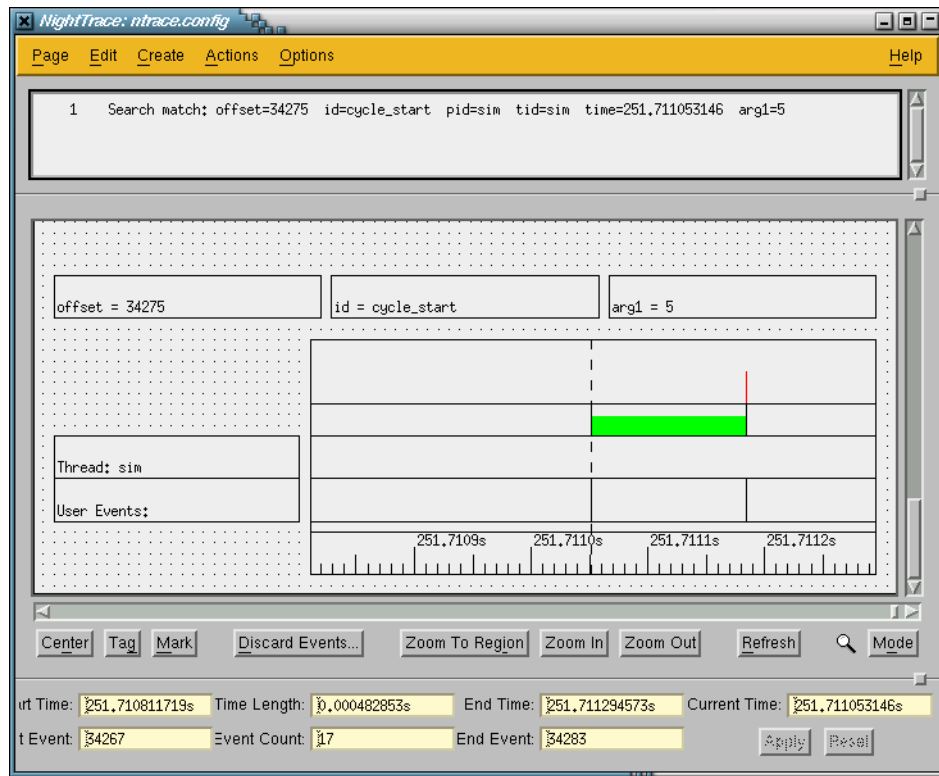 NightTrace: ntrace.config
Page Edit Create Actions Options Help
1 Search match: offset=34275 id=cycle_start pid=sim tid=sim time=251.711053146 arg1=5
offset = 34275 id = cycle_start arg1 = 5
Thread: sim
User Events:
251.7109s 251.7110s 251.7111s 251.7112s
Center Tag Mark Discard Events... Zoom To Region Zoom In Zoom Out Refresh Mode
rt Time: 251.710811719s Time Length: 0.000482853s End Time: 251.711294573s Current Time: 251.711053146s
t Event: 34267 Event Count: 17 End Event: 34283 Apply Reset